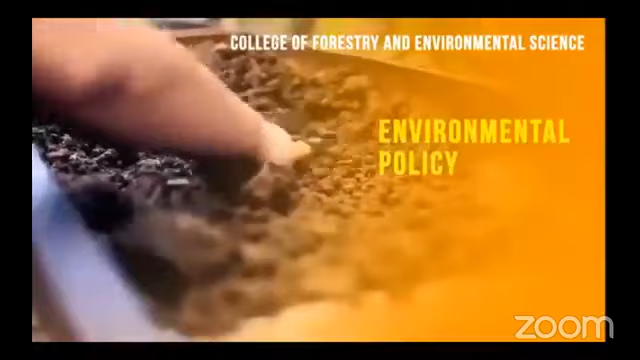 COLLEGE OF FORESTRY AND ENVIRONMENTAL SCIENCE
ENVIRONMENTAL
POLICY
zoom